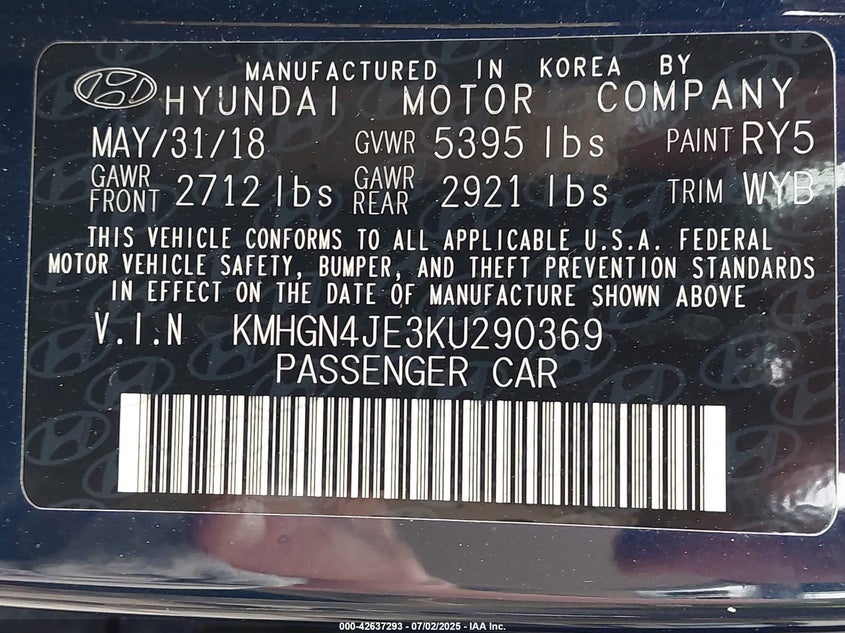 MANUFACTURED IN KOREA BY
HYUNDAI MOTOR COMPANY
MAY/31/18 GVWR 5395 lbs PAINT RY5
GAWR FRONT 2712 lbs GAWR REAR 2921 lbs TRIM WYB
THIS VEHICLE CONFORMS TO ALL APPLICABLE U.S.A. FEDERAL
MOTOR VEHICLE SAFETY, BUMPER, AND THEFT PREVENTION STANDARDS
IN EFFECT ON THE DATE OF MANUFACTURE SHOWN ABOVE
V.I.N KMHGN4JE3KU290369
PASSENGER CAR
000-42637293 - 07/02/2025 - IAA Inc.